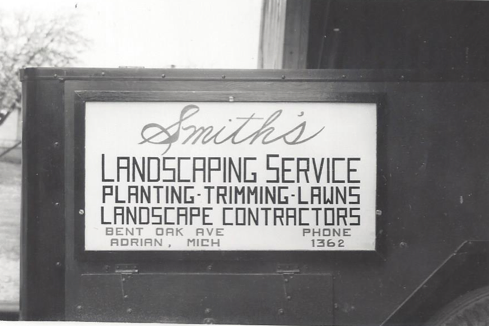 Smith's
LANDSCAPING SERVICE
PLANTING-TRIMMING-LAWNS
LANDSCAPE CONTRACTORS
BENT OAK AVE PHONE
ADRIAN, MICH 1362